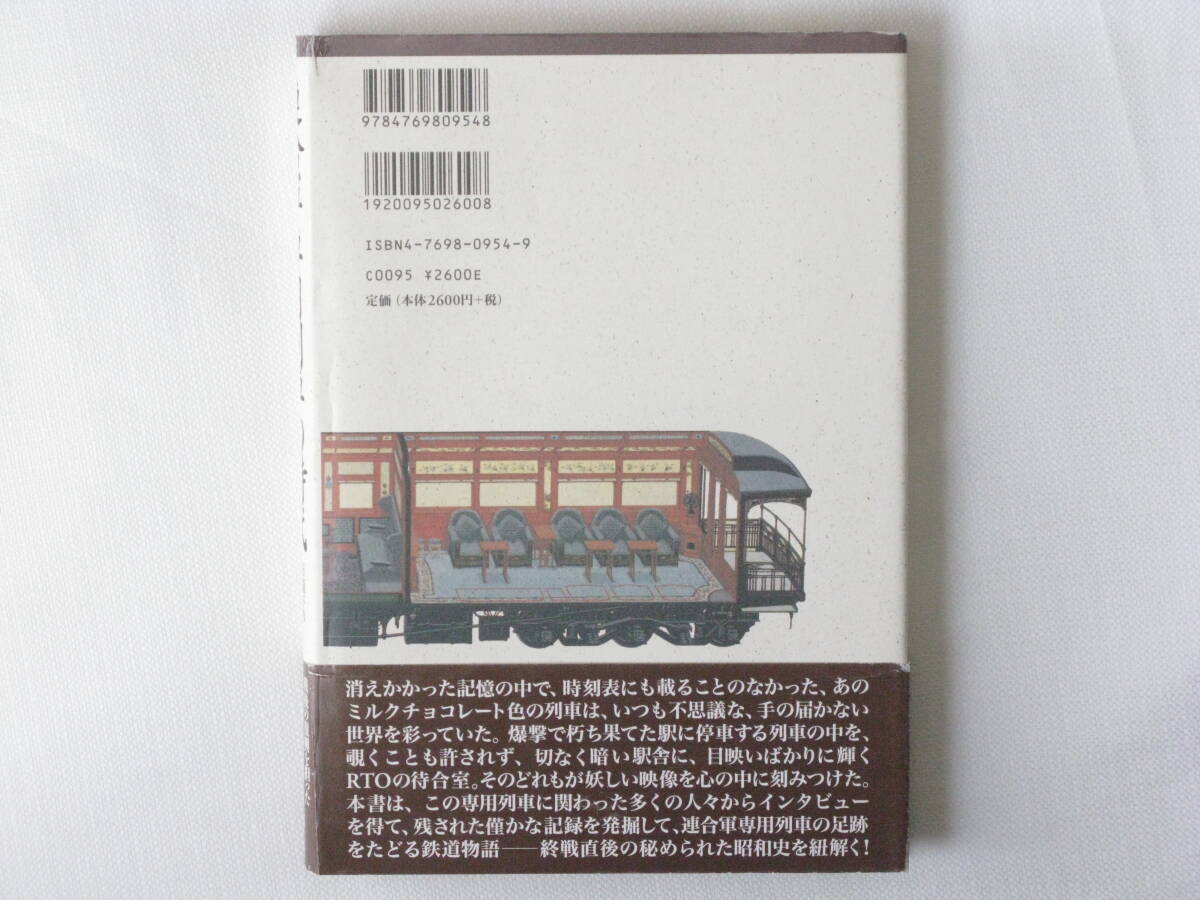 9784769809548
1920095026008
ISBN4-7698-0954-9
C0095 ¥2600E
定価（本体2600円＋税）
消えかかった記憶の中で、時刻表にも載ることのなかった、あの
ミルクチョコレート色の列車は、いつも不思議な、手の届かない
世界を彩っていた。爆撃で朽ち果てた駅に停車する列車の中を、
覗くことも許されず、切なく暗い駅舎に、目映いばかりに輝く
RTOの待合室。そのどれもが妖しい映像を心の中に刻みつけた。
本書は、この専用列車に関わった多くの人々からインタビュー
を得て、残された僅かな記録を発掘して、連合軍専用列車の足跡
をたどる鉄道物語――終戦直後の秘められた昭和史を紐解く！